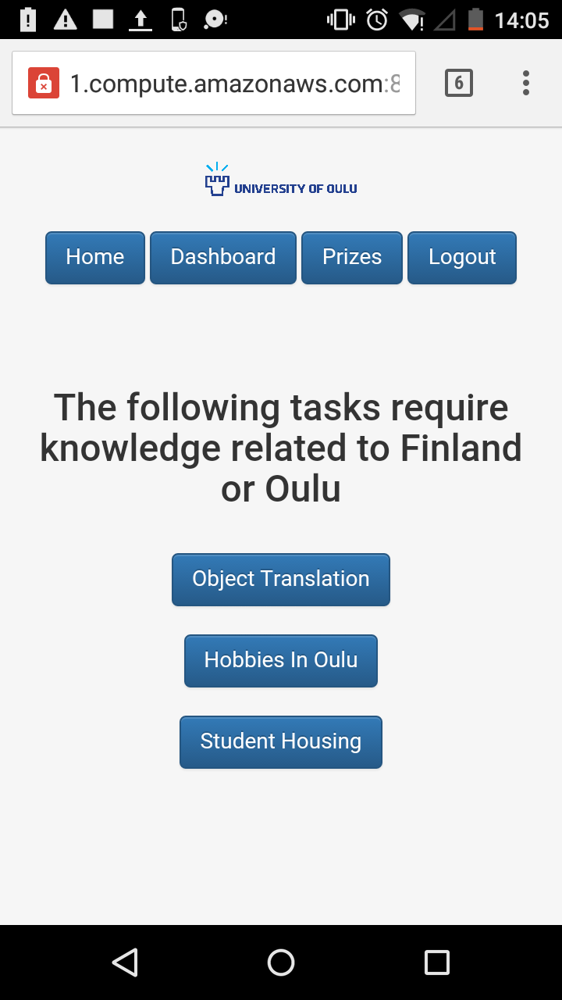 14:05
1.compute.amazonaws.com:8
6
UNIVERSITY OF OULU
Home Dashboard Prizes Logout
The following tasks require
knowledge related to Finland
or Oulu
Object Translation
Hobbies In Oulu
Student Housing